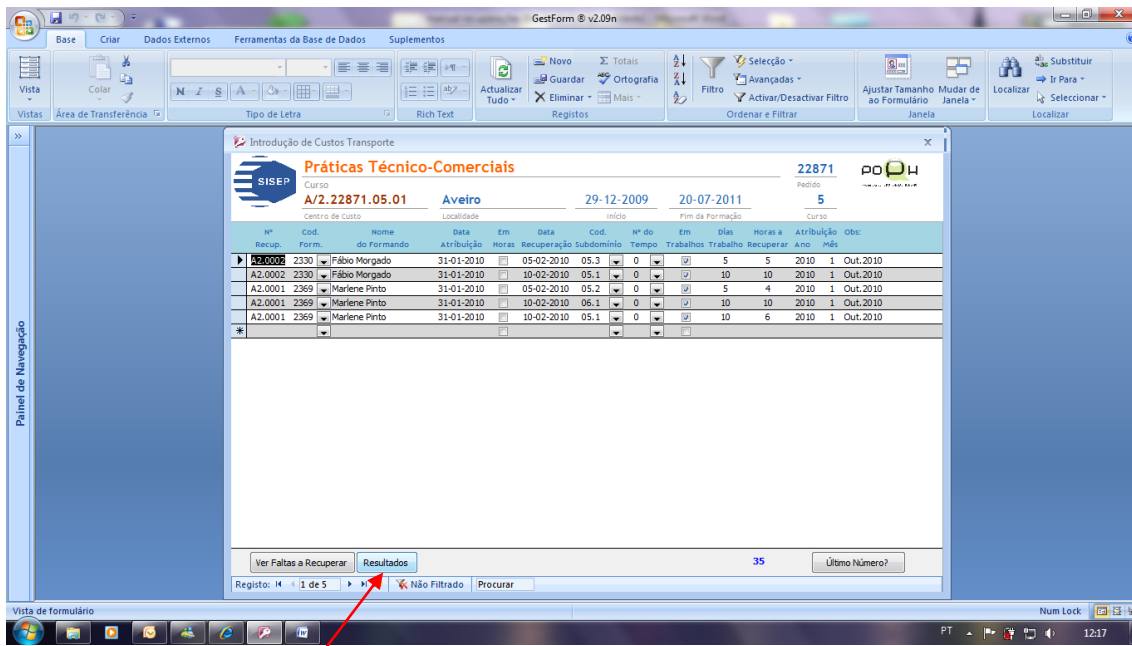 GestForm ® v2.09n
Base Criar Dados Externos Ferramentas da Base de Dados Suplementos
Novo Σ Totais Selecção Substituir
Guardar Ortografia Avançadas Ir Para
Vista Colar N I S A Actualizar Tudo Eliminar Mais Filtro Activar/Desactivar Filtro Ajustar Tamanho ao Formulário Mudar de Janela Localizar Seleccionar
Vistas Área de Transferência Tipo de Letra Rich Text Registos Ordenar e Filtrar Janela Localizar
Painel de Navegação
Introdução de Custos Transporte x
SISEP Práticas Técnico-Comerciais 22871 POPH
Curso Pedido
A/2.22871.05.01 Aveiro 29-12-2009 20-07-2011 5
Centro de Custo Localidade Início Fim da Formação Curso
Nº Cod. Nome Data Em Data Cod. Nº do Em Dias Horas a Atribuição Obs:
Recup. Form. do Formando Atribuição Horas Recuperação Subdomínio Tempo Trabalhos Trabalho Recuperar Ano Mês
A2.0002 2330 Fábio Morgado 31-01-2010 05-02-2010 05.3 0 5 5 2010 1 Out.2010
A2.0002 2330 Fábio Morgado 31-01-2010 10-02-2010 05.1 0 10 10 2010 1 Out.2010
A2.0001 2369 Marlene Pinto 31-01-2010 05-02-2010 05.2 0 5 4 2010 1 Out.2010
A2.0001 2369 Marlene Pinto 31-01-2010 10-02-2010 06.1 0 10 10 2010 1 Out.2010
A2.0001 2369 Marlene Pinto 31-01-2010 10-02-2010 05.1 0 10 6 2010 1 Out.2010
Ver Faltas a Recuperar Resultados 35 Último Número?
Registo: 1 de 5 Não Filtrado Procurar
Vista de formulário Num Lock
PT 12:17